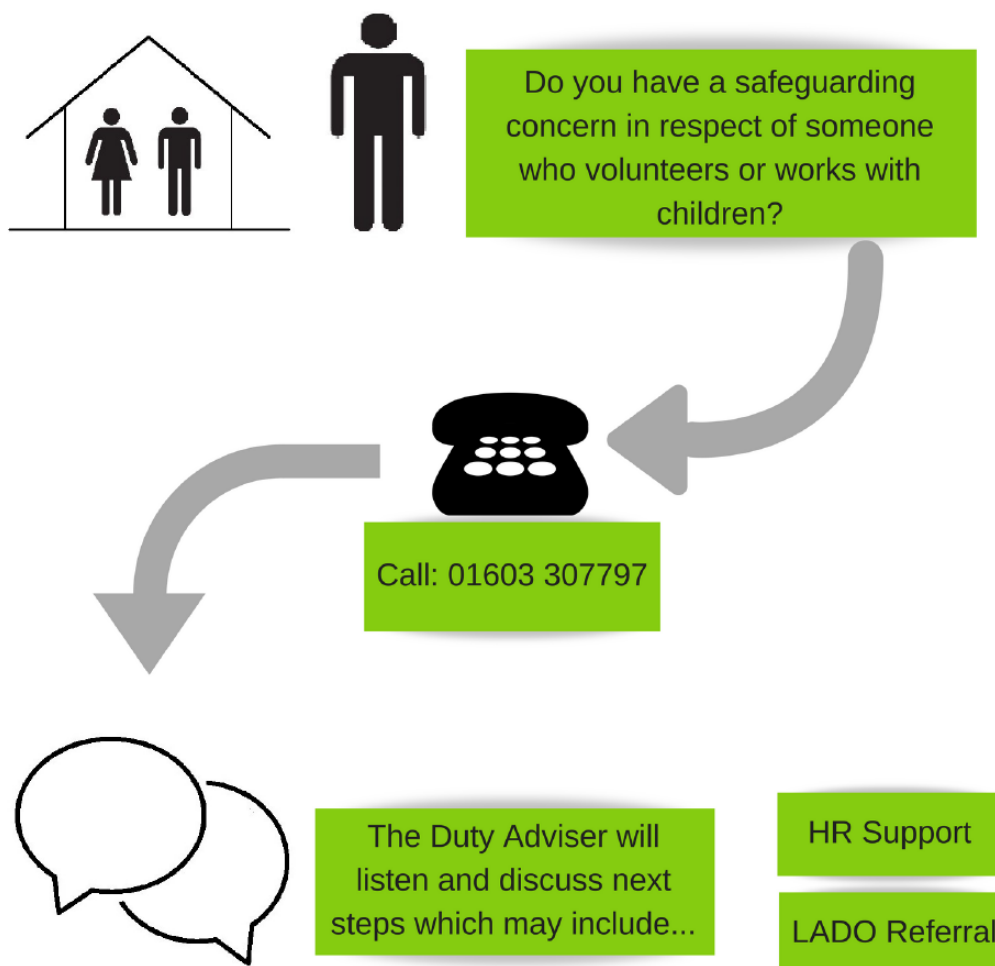 Do you have a safeguarding
concern in respect of someone
who volunteers or works with
children?
Call: 01603 307797
The Duty Adviser will
listen and discuss next
steps which may include...
HR Support
LADO Referral